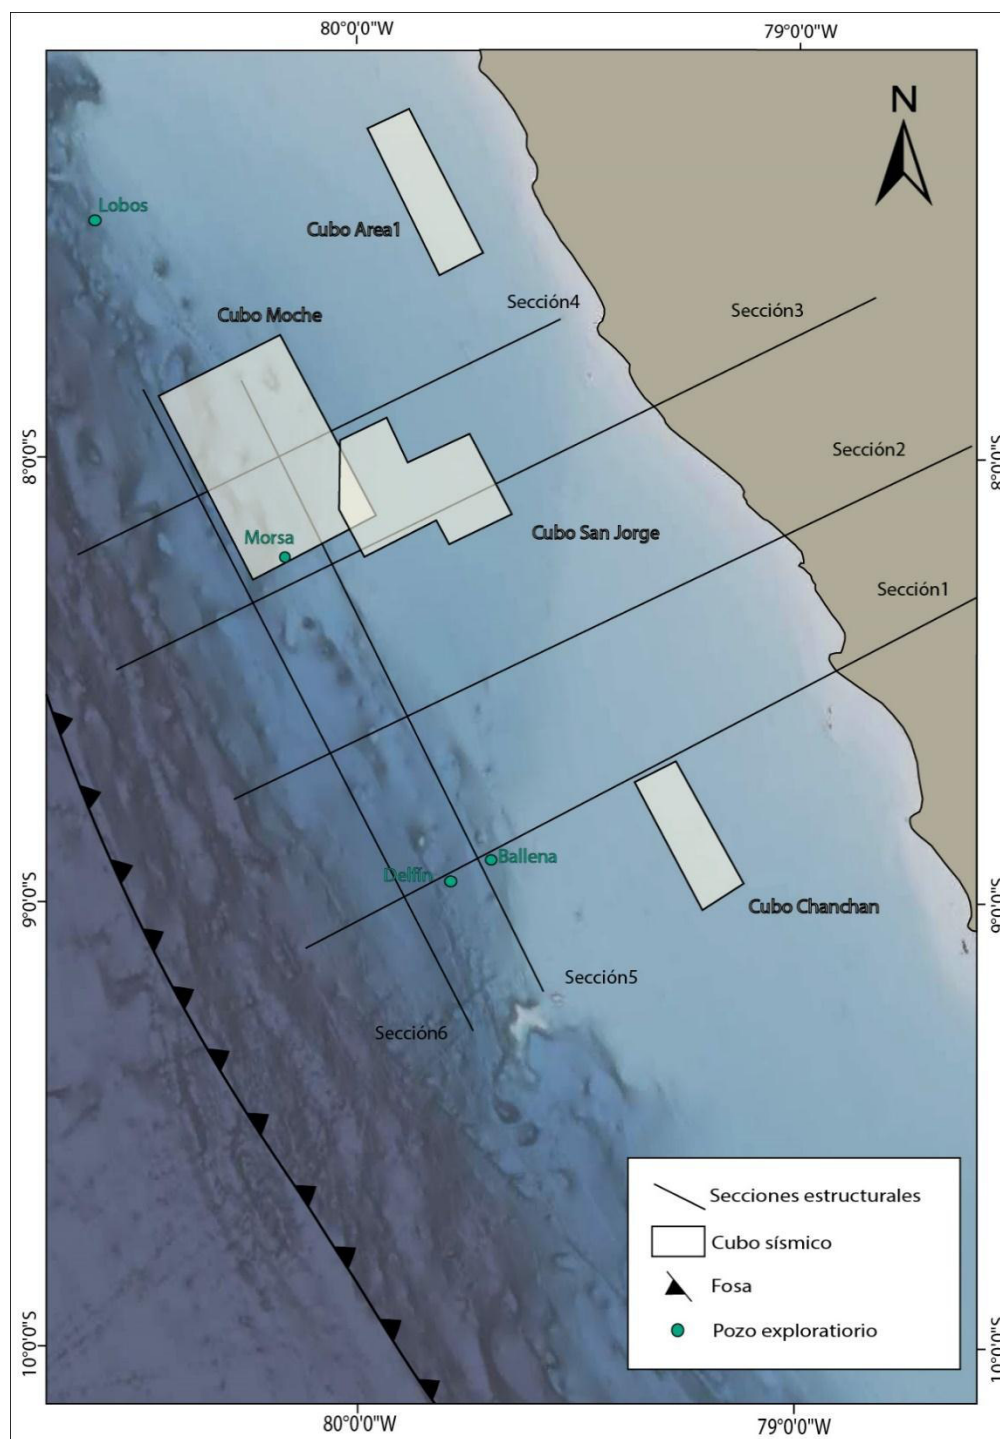 80°0'0"W
79°0'0"W
N
Lobos
Cubo Area1
Sección4
Sección3
Cubo Moche
8°0'0"S
8°0'0"S
Sección2
Morsa
Cubo San Jorge
Sección1
Ballena
Delfín
9°0'0"S
9°0'0"S
Cubo Chanchan
Sección5
Sección6
Secciones estructurales
Cubo sísmico
Fosa
Pozo exploratiorio
10°0'0"S
10°0'0"S
80°0'0"W
79°0'0"W